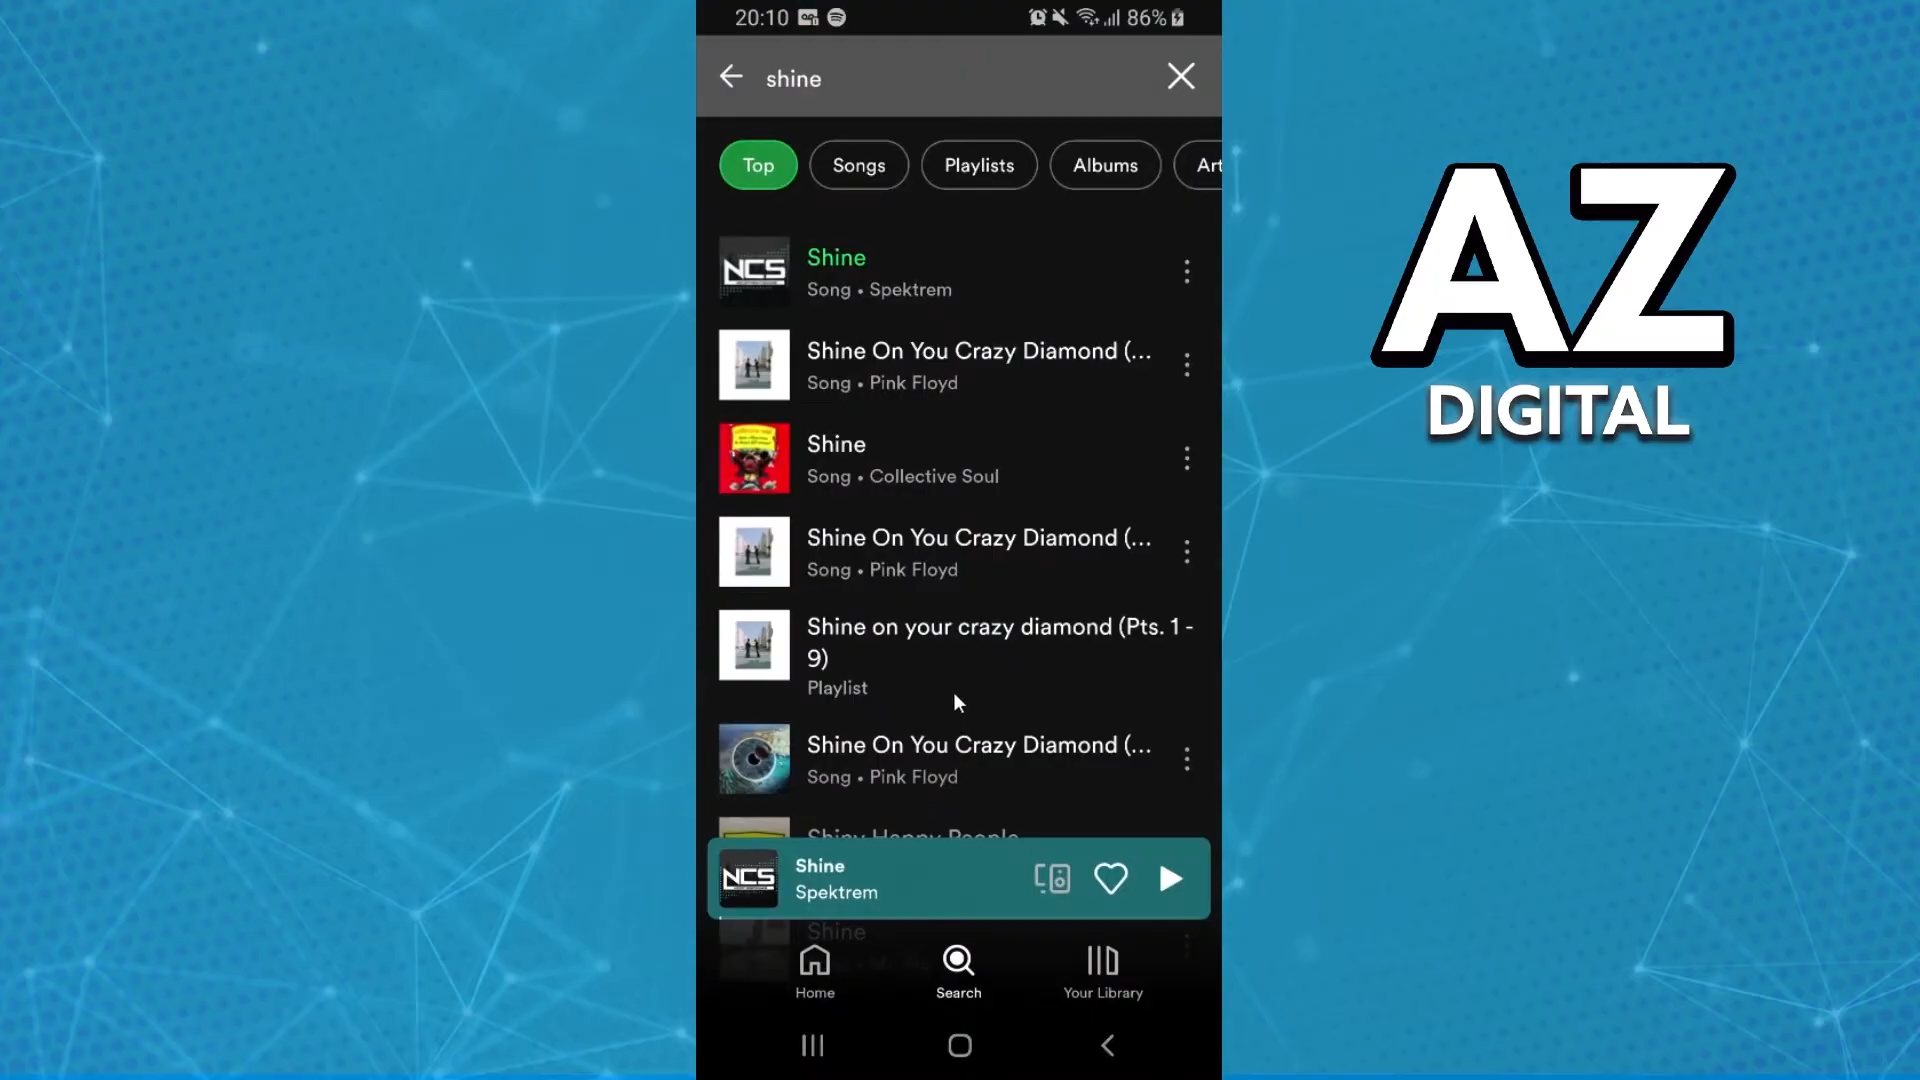 20:10
86%
shine
Top
Songs
Playlists
Albums
Art
NCS
Shine
Song • Spektrem
Shine On You Crazy Diamond (...
Song • Pink Floyd
Shine
Song • Collective Soul
Shine On You Crazy Diamond (...
Song • Pink Floyd
Shine on your crazy diamond (Pts. 1 -
9)
Playlist
Shine On You Crazy Diamond (...
Song • Pink Floyd
Shiny Happy People
NCS
Shine
Spektrem
Shine
Home
Search
Your Library
AZ
DIGITAL